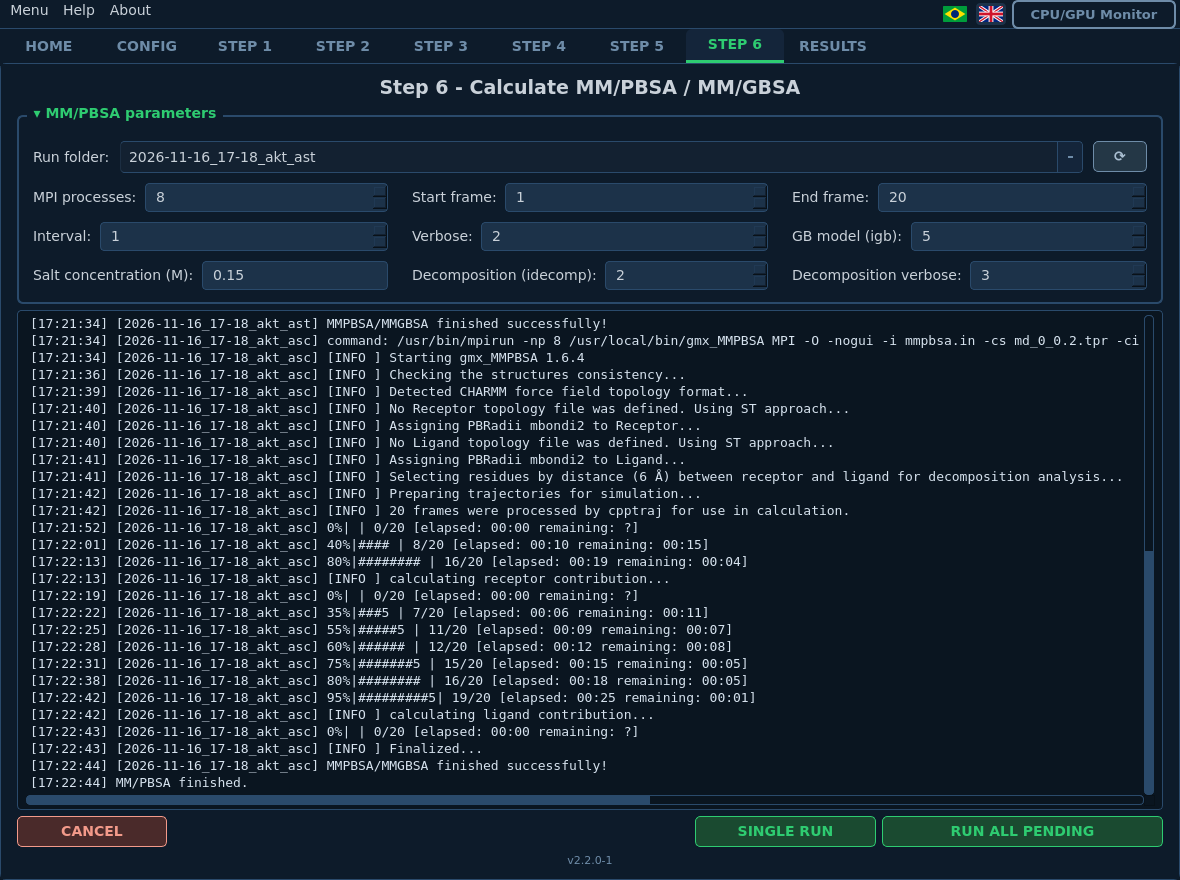 Menu Help About CPU/GPU Monitor
HOME CONFIG STEP 1 STEP 2 STEP 3 STEP 4 STEP 5 STEP 6 RESULTS
Step 6 - Calculate MM/PBSA / MM/GBSA
▾ MM/PBSA parameters
Run folder: 2026-11-16_17-18_akt_ast - ⟳
MPI processes: 8 Start frame: 1 End frame: 20
Interval: 1 Verbose: 2 GB model (igb): 5
Salt concentration (M): 0.15 Decomposition (idecomp): 2 Decomposition verbose: 3
[17:21:34] [2026-11-16_17-18_akt_ast] MMPBSA/MMGBSA finished successfully!
[17:21:34] [2026-11-16_17-18_akt_asc] command: /usr/bin/mpirun -np 8 /usr/local/bin/gmx_MMPBSA MPI -O -nogui -i mmpbsa.in -cs md_0_0.2.tpr -ci
[17:21:34] [2026-11-16_17-18_akt_asc] [INFO ] Starting gmx_MMPBSA 1.6.4
[17:21:36] [2026-11-16_17-18_akt_asc] [INFO ] Checking the structures consistency...
[17:21:39] [2026-11-16_17-18_akt_asc] [INFO ] Detected CHARMM force field topology format...
[17:21:40] [2026-11-16_17-18_akt_asc] [INFO ] No Receptor topology file was defined. Using ST approach...
[17:21:40] [2026-11-16_17-18_akt_asc] [INFO ] Assigning PBRadii mbondi2 to Receptor...
[17:21:40] [2026-11-16_17-18_akt_asc] [INFO ] No Ligand topology file was defined. Using ST approach...
[17:21:41] [2026-11-16_17-18_akt_asc] [INFO ] Assigning PBRadii mbondi2 to Ligand...
[17:21:41] [2026-11-16_17-18_akt_asc] [INFO ] Selecting residues by distance (6 Å) between receptor and ligand for decomposition analysis...
[17:21:42] [2026-11-16_17-18_akt_asc] [INFO ] Preparing trajectories for simulation...
[17:21:42] [2026-11-16_17-18_akt_asc] [INFO ] 20 frames were processed by cpptraj for use in calculation.
[17:21:52] [2026-11-16_17-18_akt_asc] 0%| | 0/20 [elapsed: 00:00 remaining: ?]
[17:22:01] [2026-11-16_17-18_akt_asc] 40%|#### | 8/20 [elapsed: 00:10 remaining: 00:15]
[17:22:13] [2026-11-16_17-18_akt_asc] 80%|######## | 16/20 [elapsed: 00:19 remaining: 00:04]
[17:22:13] [2026-11-16_17-18_akt_asc] [INFO ] calculating receptor contribution...
[17:22:19] [2026-11-16_17-18_akt_asc] 0%| | 0/20 [elapsed: 00:00 remaining: ?]
[17:22:22] [2026-11-16_17-18_akt_asc] 35%|###5 | 7/20 [elapsed: 00:06 remaining: 00:11]
[17:22:25] [2026-11-16_17-18_akt_asc] 55%|#####5 | 11/20 [elapsed: 00:09 remaining: 00:07]
[17:22:28] [2026-11-16_17-18_akt_asc] 60%|###### | 12/20 [elapsed: 00:12 remaining: 00:08]
[17:22:31] [2026-11-16_17-18_akt_asc] 75%|#######5 | 15/20 [elapsed: 00:15 remaining: 00:05]
[17:22:38] [2026-11-16_17-18_akt_asc] 80%|######## | 16/20 [elapsed: 00:18 remaining: 00:05]
[17:22:42] [2026-11-16_17-18_akt_asc] 95%|#########5| 19/20 [elapsed: 00:25 remaining: 00:01]
[17:22:42] [2026-11-16_17-18_akt_asc] [INFO ] calculating ligand contribution...
[17:22:43] [2026-11-16_17-18_akt_asc] 0%| | 0/20 [elapsed: 00:00 remaining: ?]
[17:22:43] [2026-11-16_17-18_akt_asc] [INFO ] Finalized...
[17:22:44] [2026-11-16_17-18_akt_asc] MMPBSA/MMGBSA finished successfully!
[17:22:44] MM/PBSA finished.
CANCEL SINGLE RUN RUN ALL PENDING
v2.2.0-1